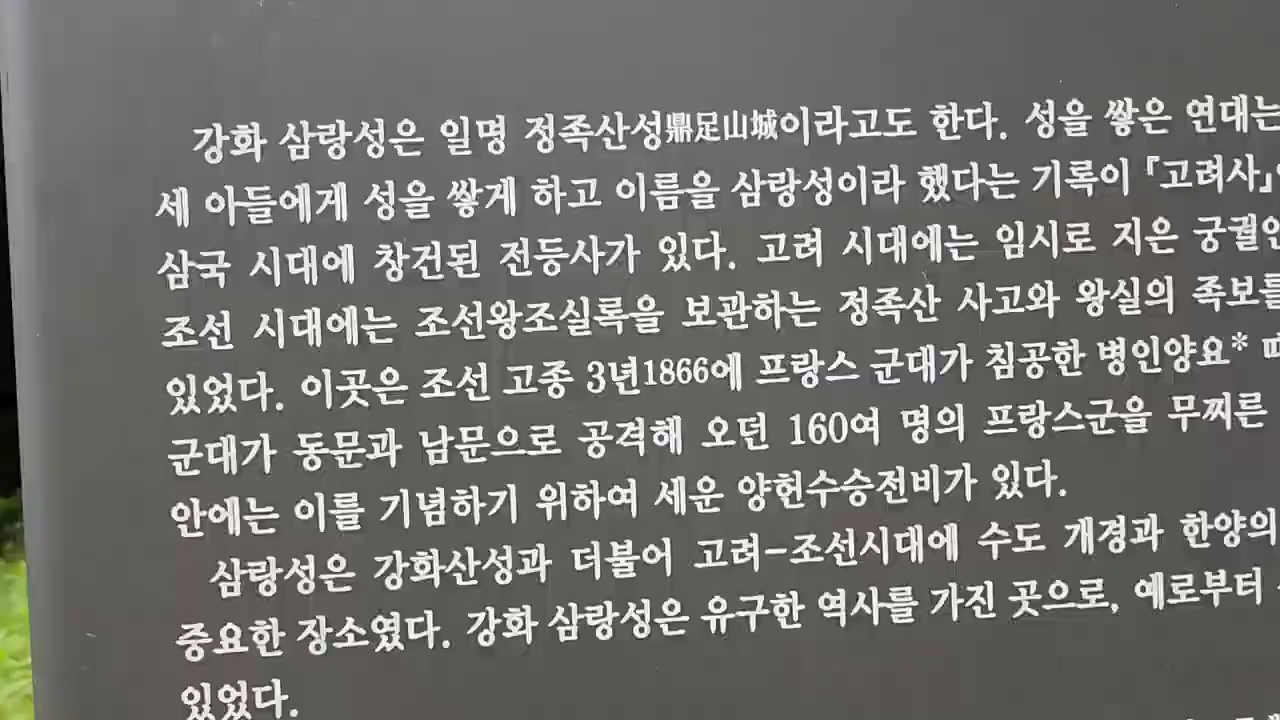 강화 삼랑성은 일명 정족산성鼎足山城이라고도 한다. 성을 쌓은 연대는
세 아들에게 성을 쌓게 하고 이름을 삼랑성이라 했다는 기록이 『고려사』
삼국 시대에 창건된 전등사가 있다. 고려 시대에는 임시로 지은
조선 시대에는 조선왕조실록을 보관하는 정족산 사고와 왕실의 족보를
있었다. 이곳은 조선 고종 3년1866에 프랑스 군대가 침공한 병인양요*
군대가 동문과 남문으로 공격해 오던 160여 명의 프랑스군을 무찌른
안에는 이를 기념하기 위하여 세운 양헌수승전비가 있다.
삼랑성은 강화산성과 더불어 고려-조선시대에 수도 개경과 한양의
중요한 장소였다. 강화 삼랑성은 유구한 역사를 가진 곳으로, 예로부터
있었다.